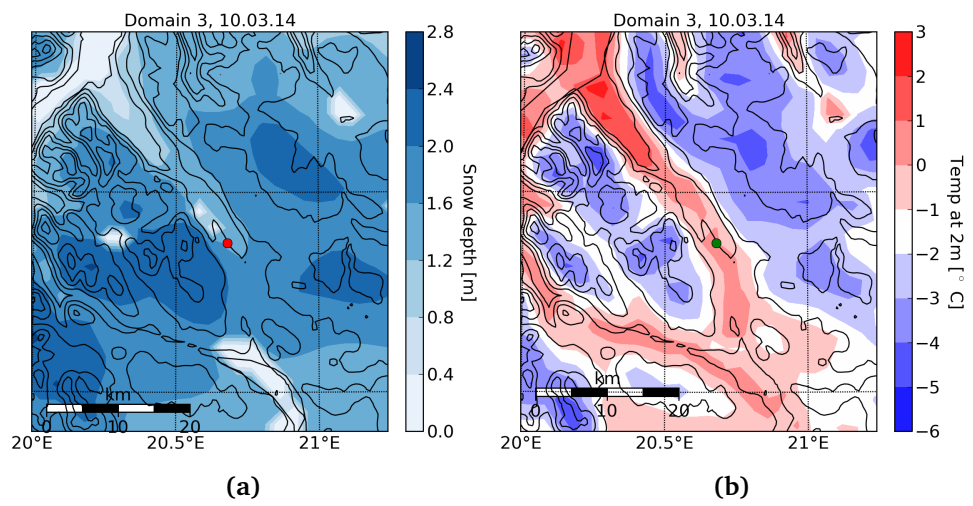 Domain 3, 10.03.14
2.8
2.4
2.0
1.6
1.2
0.8
0.4
0.0
Snow depth [m]
km
0 10 20
20°E 20.5°E 21°E
(a)
Domain 3, 10.03.14
3
2
1
0
−1
−2
−3
−4
−5
−6
Temp at 2m [°C]
km
0 10 20
20°E 20.5°E 21°E
(b)